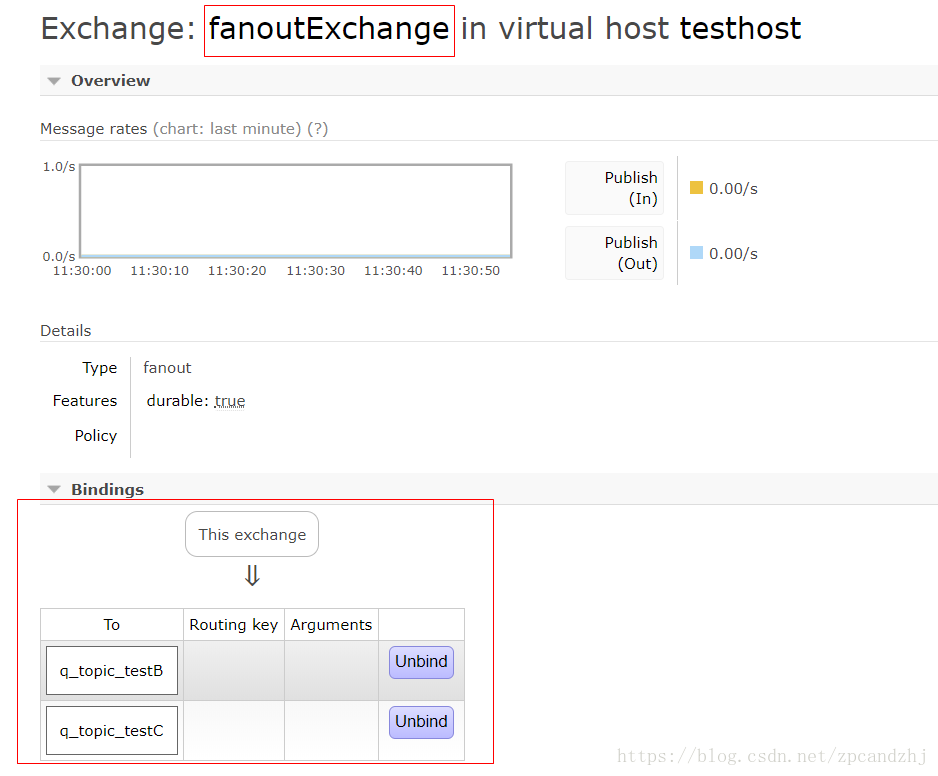 Exchange: fanoutExchange in virtual host testhost
Overview
Message rates (chart: last minute) (?)
1.0/s
0.0/s
11:30:00 11:30:10 11:30:20 11:30:30 11:30:40 11:30:50
Publish
(In)
0.00/s
Publish
(Out)
0.00/s
Details
Type fanout
Features durable: true
Policy
Bindings
This exchange
⇓
To Routing key Arguments
q_topic_testB Unbind
q_topic_testC Unbind
https://blog.csdn.net/zpcandzhj